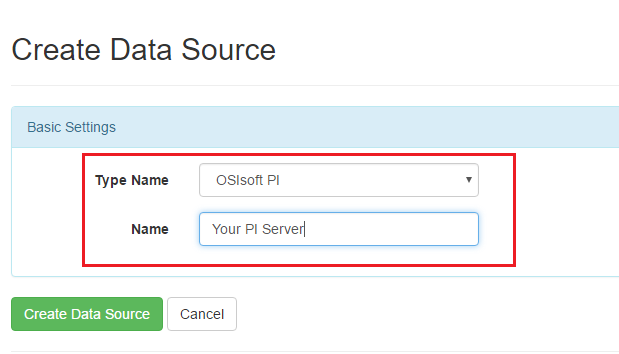 Create Data Source
Basic Settings
Type Name OSIsoft PI
Name Your PI Server
Create Data Source Cancel